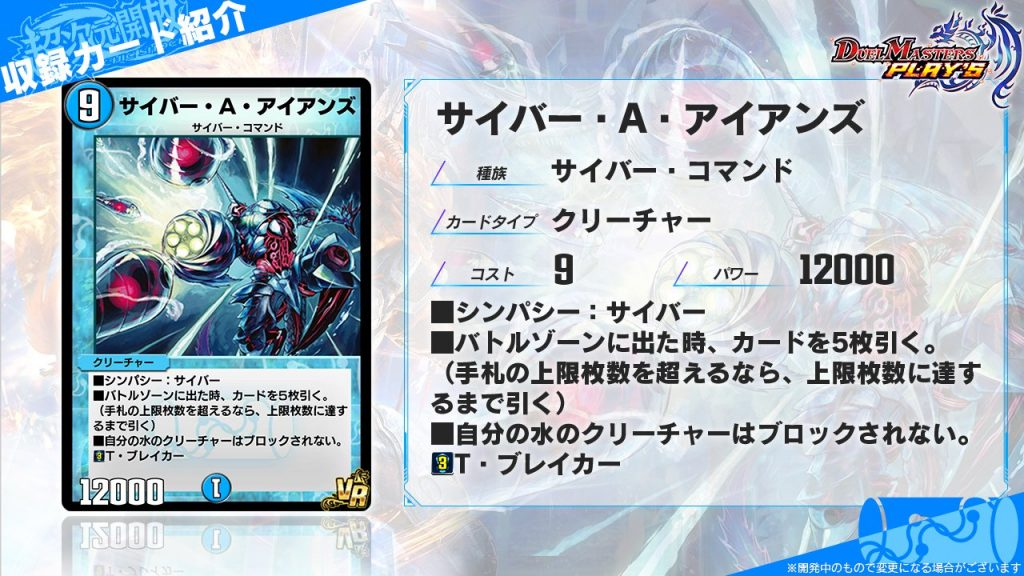 超次元開放
収録カード紹介
DUEL MASTERS
PLAY'S
9
サイバー・A・アイアンズ
サイバー・コマンド
クリーチャー
■シンパシー：サイバー
■バトルゾーンに出た時、カードを5枚引く。
（手札の上限枚数を超えるなら、上限枚数に達す
るまで引く）
■自分の水のクリーチャーはブロックされない。
3 T・ブレイカー
12000
I
VR
サイバー・A・アイアンズ
種族 サイバー・コマンド
カードタイプ クリーチャー
コスト 9 パワー 12000
■シンパシー：サイバー
■バトルゾーンに出た時、カードを5枚引く。
（手札の上限枚数を超えるなら、上限枚数に達す
るまで引く）
■自分の水のクリーチャーはブロックされない。
3 T・ブレイカー
※開発中のもので変更になる場合がございます